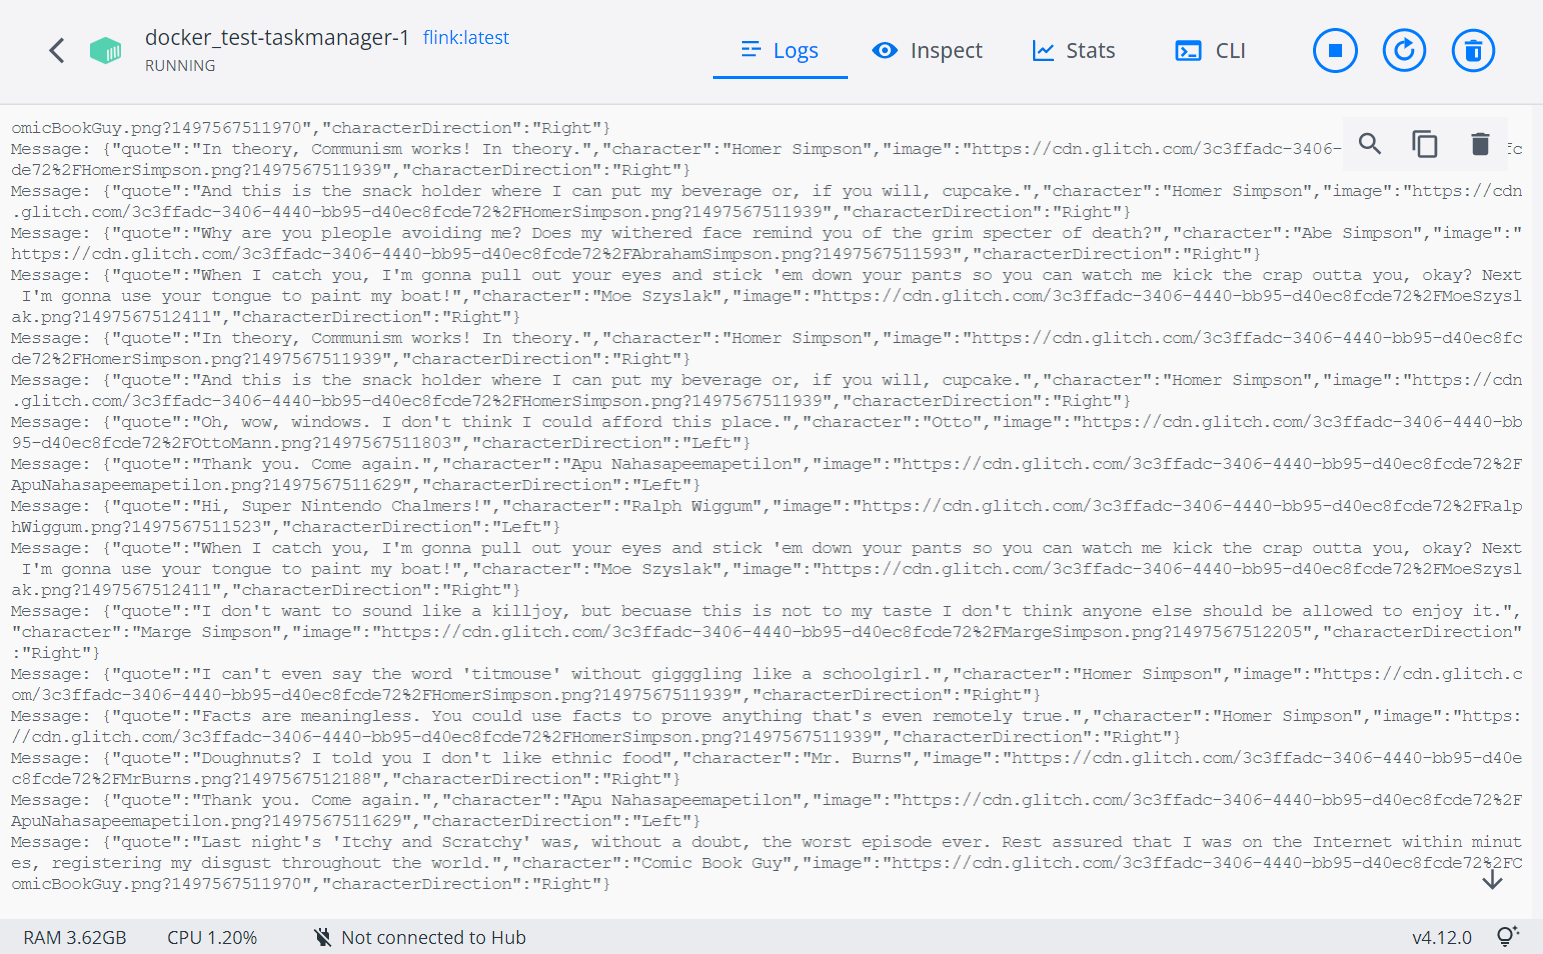 docker_test-taskmanager-1 flink:latest
RUNNING
Logs Inspect Stats CLI
omicBookGuy.png?1497567511970","characterDirection":"Right"}
Message: {"quote":"In theory, Communism works! In theory.","character":"Homer Simpson","image":"https://cdn.glitch.com/3c3ffadc-3406- fc
de72%2FHomerSimpson.png?1497567511939","characterDirection":"Right"}
Message: {"quote":"And this is the snack holder where I can put my beverage or, if you will, cupcake.","character":"Homer Simpson","image":"https://cdn
.glitch.com/3c3ffadc-3406-4440-bb95-d40ec8fcde72%2FHomerSimpson.png?1497567511939","characterDirection":"Right"}
Message: {"quote":"Why are you pleople avoiding me? Does my withered face remind you of the grim specter of death?","character":"Abe Simpson","image":"
https://cdn.glitch.com/3c3ffadc-3406-4440-bb95-d40ec8fcde72%2FAbrahamSimpson.png?1497567511593","characterDirection":"Right"}
Message: {"quote":"When I catch you, I'm gonna pull out your eyes and stick 'em down your pants so you can watch me kick the crap outta you, okay? Next
I'm gonna use your tongue to paint my boat!","character":"Moe Szyslak","image":"https://cdn.glitch.com/3c3ffadc-3406-4440-bb95-d40ec8fcde72%2FMoeSzysl
ak.png?1497567512411","characterDirection":"Right"}
Message: {"quote":"In theory, Communism works! In theory.","character":"Homer Simpson","image":"https://cdn.glitch.com/3c3ffadc-3406-4440-bb95-d40ec8fc
de72%2FHomerSimpson.png?1497567511939","characterDirection":"Right"}
Message: {"quote":"And this is the snack holder where I can put my beverage or, if you will, cupcake.","character":"Homer Simpson","image":"https://cdn
.glitch.com/3c3ffadc-3406-4440-bb95-d40ec8fcde72%2FHomerSimpson.png?1497567511939","characterDirection":"Right"}
Message: {"quote":"Oh, wow, windows. I don't think I could afford this place.","character":"Otto","image":"https://cdn.glitch.com/3c3ffadc-3406-4440-bb
95-d40ec8fcde72%2FOttoMann.png?1497567511803","characterDirection":"Left"}
Message: {"quote":"Thank you. Come again.","character":"Apu Nahasapeemapetilon","image":"https://cdn.glitch.com/3c3ffadc-3406-4440-bb95-d40ec8fcde72%2F
ApuNahasapeemapetilon.png?1497567511629","characterDirection":"Left"}
Message: {"quote":"Hi, Super Nintendo Chalmers!","character":"Ralph Wiggum","image":"https://cdn.glitch.com/3c3ffadc-3406-4440-bb95-d40ec8fcde72%2FRalp
hWiggum.png?1497567511523","characterDirection":"Left"}
Message: {"quote":"When I catch you, I'm gonna pull out your eyes and stick 'em down your pants so you can watch me kick the crap outta you, okay? Next
I'm gonna use your tongue to paint my boat!","character":"Moe Szyslak","image":"https://cdn.glitch.com/3c3ffadc-3406-4440-bb95-d40ec8fcde72%2FMoeSzysl
ak.png?1497567512411","characterDirection":"Right"}
Message: {"quote":"I don't want to sound like a killjoy, but becuase this is not to my taste I don't think anyone else should be allowed to enjoy it.",
"character":"Marge Simpson","image":"https://cdn.glitch.com/3c3ffadc-3406-4440-bb95-d40ec8fcde72%2FMargeSimpson.png?1497567512205","characterDirection"
:"Right"}
Message: {"quote":"I can't even say the word 'titmouse' without gigggling like a schoolgirl.","character":"Homer Simpson","image":"https://cdn.glitch.c
om/3c3ffadc-3406-4440-bb95-d40ec8fcde72%2FHomerSimpson.png?1497567511939","characterDirection":"Right"}
Message: {"quote":"Facts are meaningless. You could use facts to prove anything that's even remotely true.","character":"Homer Simpson","image":"https:
//cdn.glitch.com/3c3ffadc-3406-4440-bb95-d40ec8fcde72%2FHomerSimpson.png?1497567511939","characterDirection":"Right"}
Message: {"quote":"Doughnuts? I told you I don't like ethnic food","character":"Mr. Burns","image":"https://cdn.glitch.com/3c3ffadc-3406-4440-bb95-d40e
c8fcde72%2FMrBurns.png?1497567512188","characterDirection":"Right"}
Message: {"quote":"Thank you. Come again.","character":"Apu Nahasapeemapetilon","image":"https://cdn.glitch.com/3c3ffadc-3406-4440-bb95-d40ec8fcde72%2F
ApuNahasapeemapetilon.png?1497567511629","characterDirection":"Left"}
Message: {"quote":"Last night's 'Itchy and Scratchy' was, without a doubt, the worst episode ever. Rest assured that I was on the Internet within minut
es, registering my disgust throughout the world.","character":"Comic Book Guy","image":"https://cdn.glitch.com/3c3ffadc-3406-4440-bb95-d40ec8fcde72%2FC
omicBookGuy.png?1497567511970","characterDirection":"Right"}
RAM 3.62GB CPU 1.20% Not connected to Hub v4.12.0